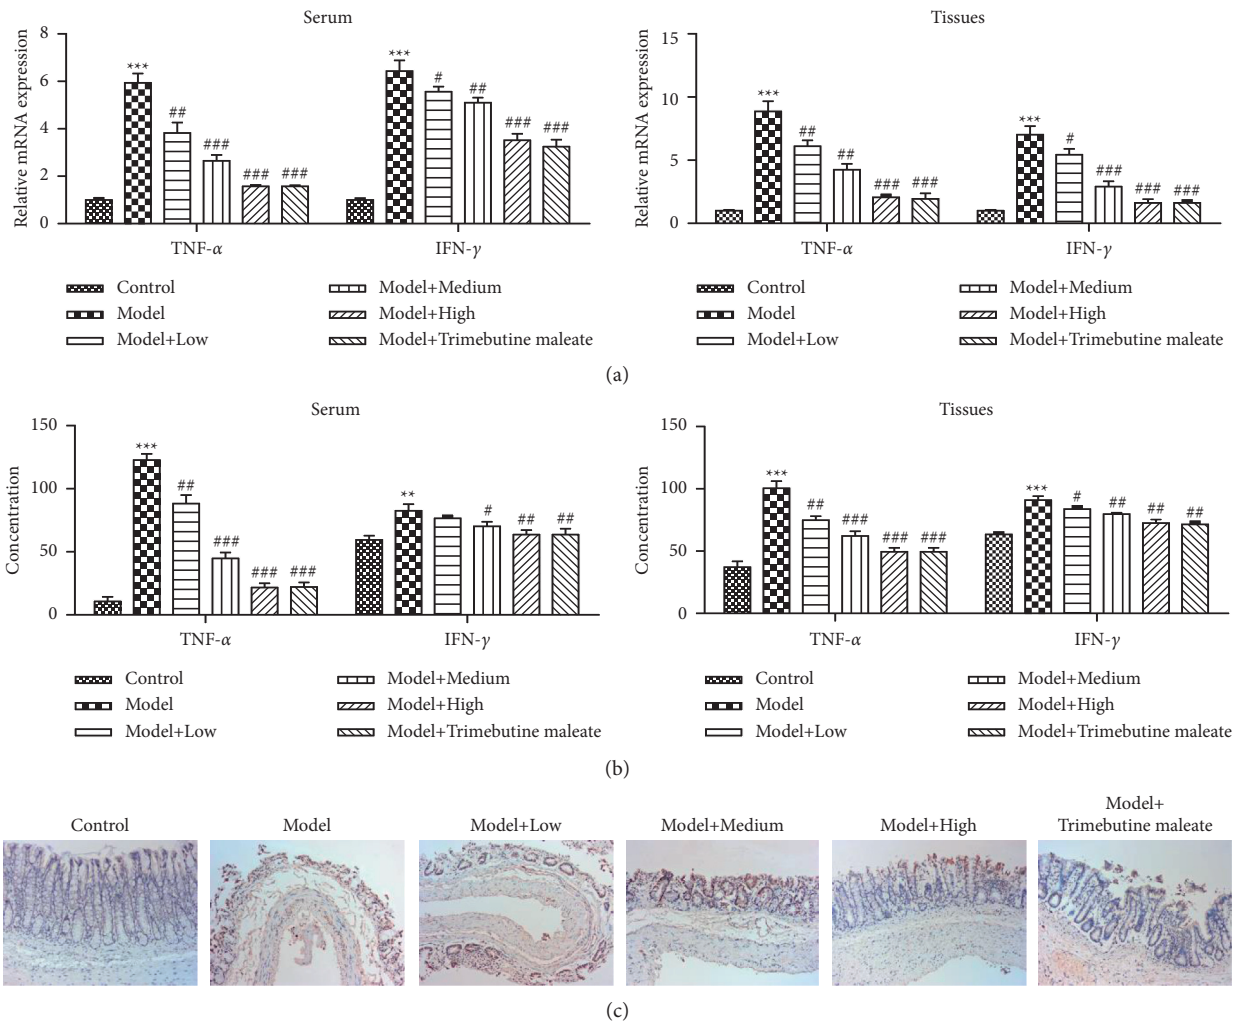 Serum
Relative mRNA expression
8
6
4
2
0
***
##
###
###
###
***
#
##
###
###
TNF-α
IFN-γ
Control
Model
Model+Low
Model+Medium
Model+High
Model+Trimebutine maleate
Tissues
Relative mRNA expression
15
10
5
0
***
##
##
###
###
***
#
###
###
###
TNF-α
IFN-γ
Control
Model
Model+Low
Model+Medium
Model+High
Model+Trimebutine maleate
(a)
Serum
Concentration
150
100
50
0
***
##
###
###
###
**
#
##
##
TNF-α
IFN-γ
Control
Model
Model+Low
Model+Medium
Model+High
Model+Trimebutine maleate
Tissues
Concentration
150
100
50
0
***
##
###
###
###
***
#
##
##
##
TNF-α
IFN-γ
Control
Model
Model+Low
Model+Medium
Model+High
Model+Trimebutine maleate
(b)
Control
Model
Model+Low
Model+Medium
Model+High
Model+
Trimebutine maleate
(c)